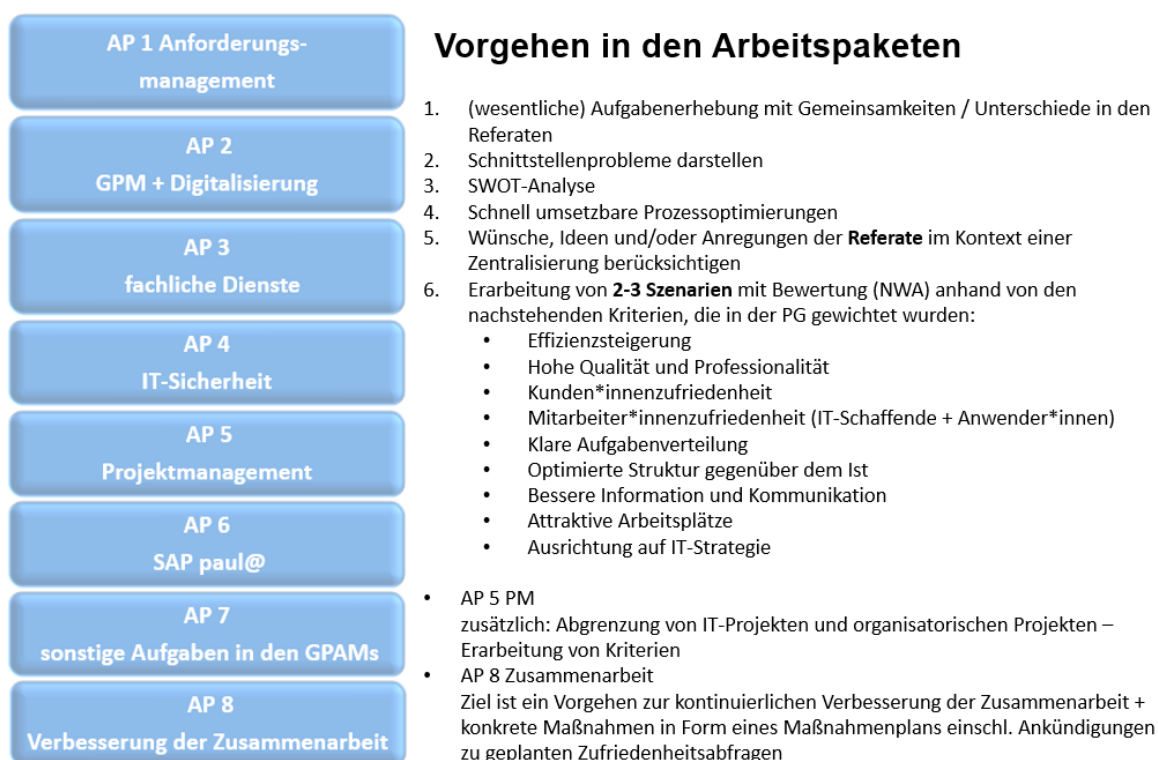 AP 1 Anforderungs-
management
AP 2
GPM + Digitalisierung
AP 3
fachliche Dienste
AP 4
IT-Sicherheit
AP 5
Projektmanagement
AP 6
SAP paul@
AP 7
sonstige Aufgaben in den GPAMs
AP 8
Verbesserung der Zusammenarbeit
Vorgehen in den Arbeitspaketen
1. (wesentliche) Aufgabenerhebung mit Gemeinsamkeiten / Unterschiede in den
Referaten
2. Schnittstellenprobleme darstellen
3. SWOT-Analyse
4. Schnell umsetzbare Prozessoptimierungen
5. Wünsche, Ideen und/oder Anregungen der Referate im Kontext einer
Zentralisierung berücksichtigen
6. Erarbeitung von 2-3 Szenarien mit Bewertung (NWA) anhand von den
nachstehenden Kriterien, die in der PG gewichtet wurden:
• Effizienzsteigerung
• Hohe Qualität und Professionalität
• Kunden*innenzufriedenheit
• Mitarbeiter*innenzufriedenheit (IT-Schaffende + Anwender*innen)
• Klare Aufgabenverteilung
• Optimierte Struktur gegenüber dem Ist
• Bessere Information und Kommunikation
• Attraktive Arbeitsplätze
• Ausrichtung auf IT-Strategie
• AP 5 PM
zusätzlich: Abgrenzung von IT-Projekten und organisatorischen Projekten –
Erarbeitung von Kriterien
• AP 8 Zusammenarbeit
Ziel ist ein Vorgehen zur kontinuierlichen Verbesserung der Zusammenarbeit +
konkrete Maßnahmen in Form eines Maßnahmenplans einschl. Ankündigungen
zu geplanten Zufriedenheitsabfragen